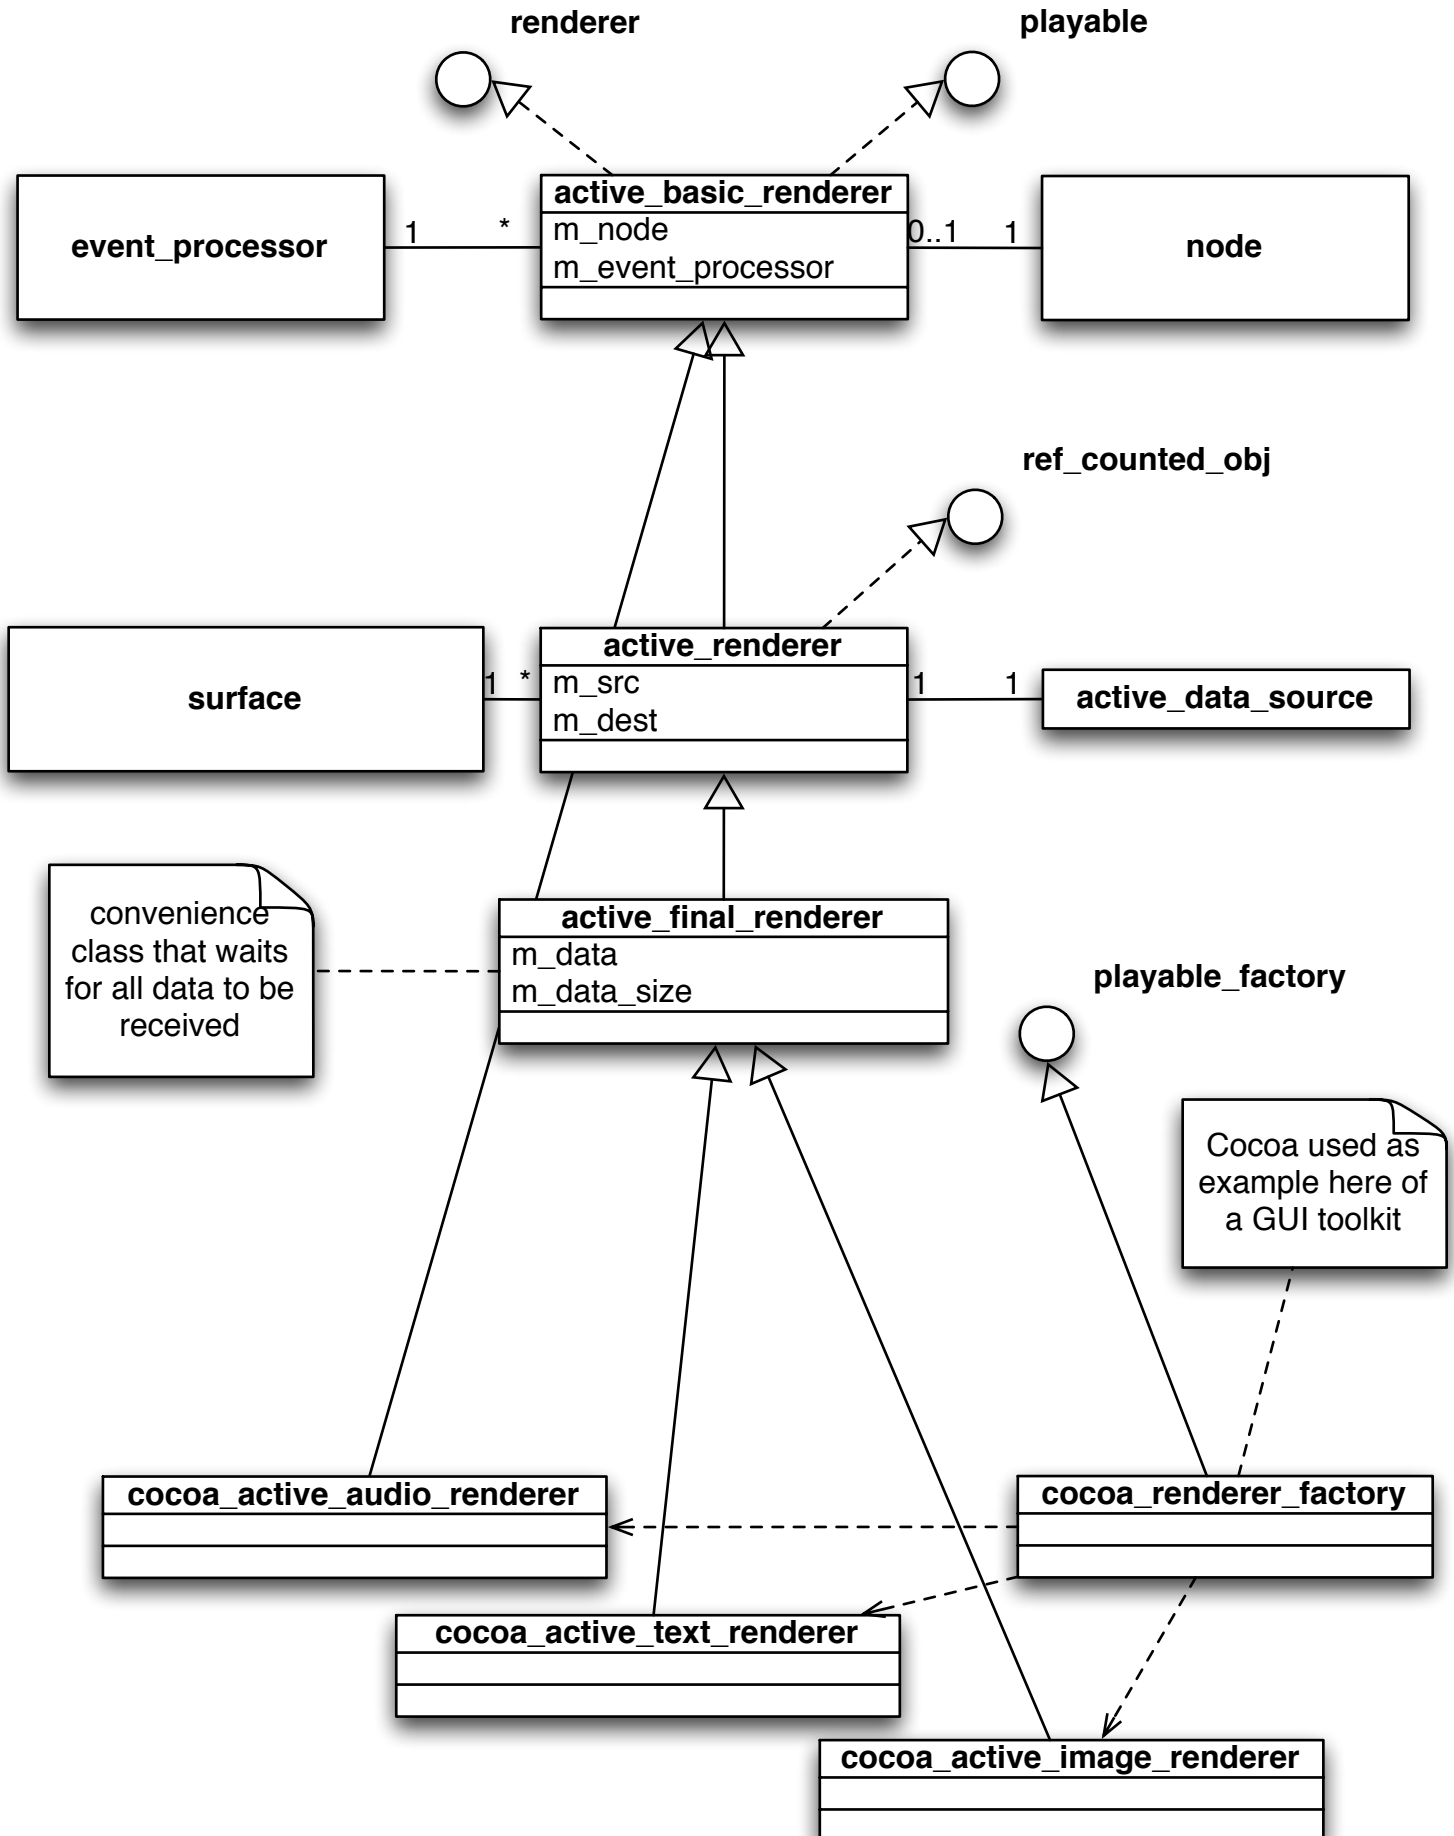 renderer
playable
active_basic_renderer
event_processor
1
*
m_node
m_event_processor
0..1
1
node
ref_counted_obj
active_renderer
surface
1
*
m_src
m_dest
1
1
active_data_source
convenience
class that waits
for all data to be
received
active_final_renderer
m_data
m_data_size
playable_factory
Cocoa used as
example here of
a GUI toolkit
cocoa_active_audio_renderer
cocoa_renderer_factory
cocoa_active_text_renderer
cocoa_active_image_renderer